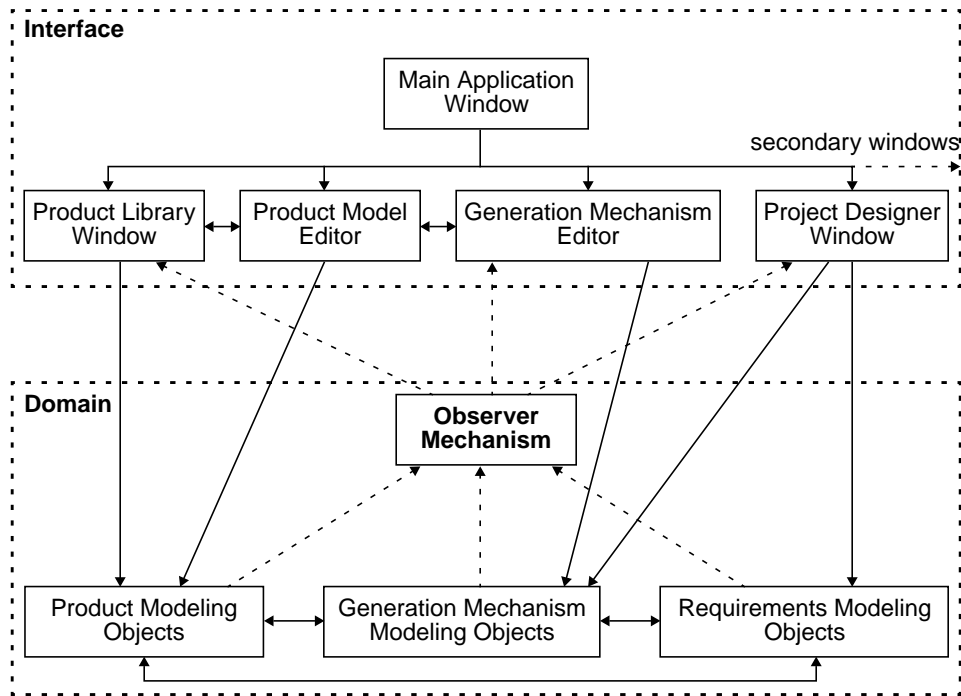 Interface
Main Application
Window
secondary windows
Product Library
Window
Product Model
Editor
Generation Mechanism
Editor
Project Designer
Window
Domain
Observer
Mechanism
Product Modeling
Objects
Generation Mechanism
Modeling Objects
Requirements Modeling
Objects